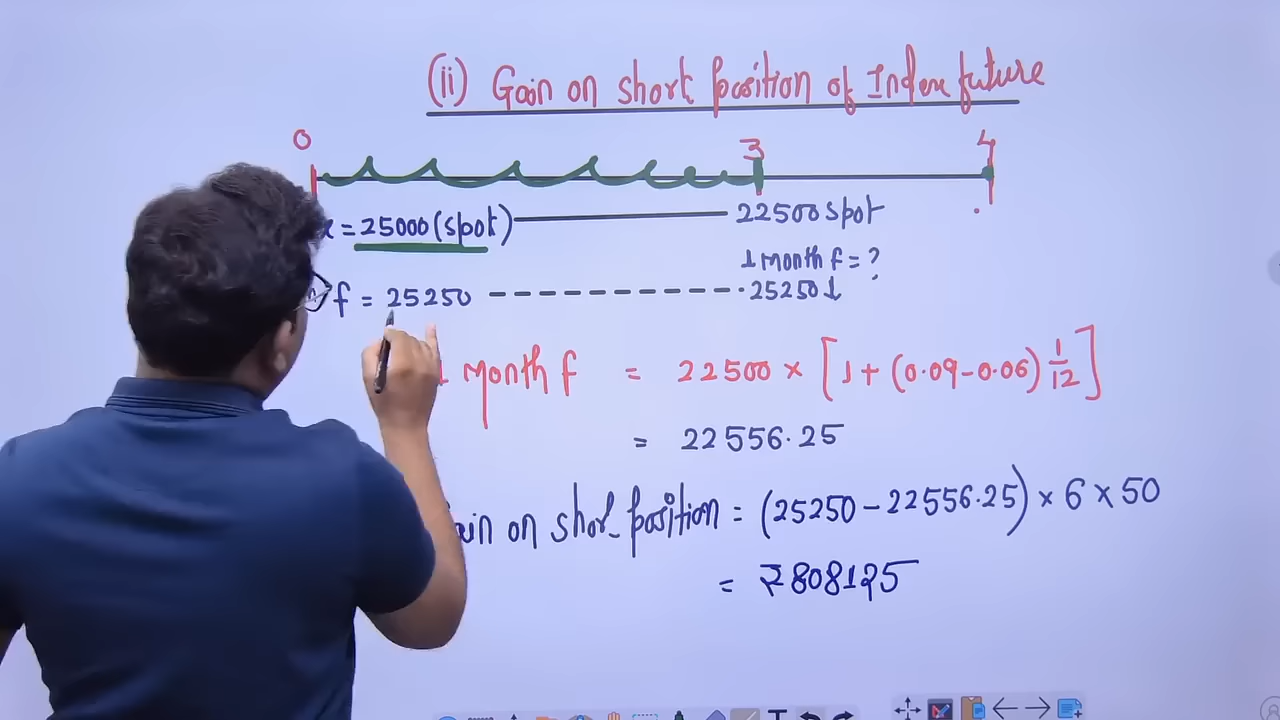 (ii) Gain on short position of Index future
0 3 4
x = 25000 (spot) 22500 spot
1 month f = ?
f = 25250 25250 ↓
1 month f = 22500 × [1 + (0.09 - 0.06) 1/12]
= 22556.25
ain on short position = (25250 - 22556.25) × 6 × 50
= ₹ 808125